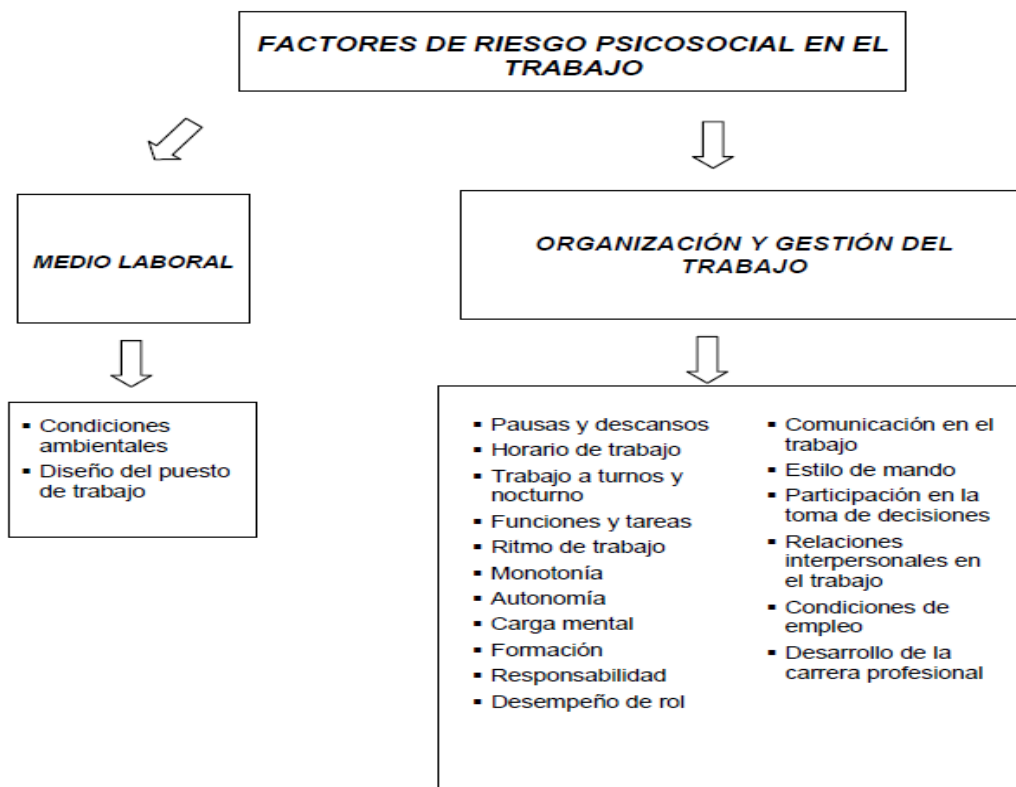 FACTORES DE RIESGO PSICOSOCIAL EN EL
TRABAJO
MEDIO LABORAL
ORGANIZACIÓN Y GESTIÓN DEL
TRABAJO
▪ Condiciones
ambientales
▪ Diseño del puesto
de trabajo
▪ Pausas y descansos
▪ Horario de trabajo
▪ Trabajo a turnos y
nocturno
▪ Funciones y tareas
▪ Ritmo de trabajo
▪ Monotonía
▪ Autonomía
▪ Carga mental
▪ Formación
▪ Responsabilidad
▪ Desempeño de rol
▪ Comunicación en el
trabajo
▪ Estilo de mando
▪ Participación en la
toma de decisiones
▪ Relaciones
interpersonales en
el trabajo
▪ Condiciones de
empleo
▪ Desarrollo de la
carrera profesional